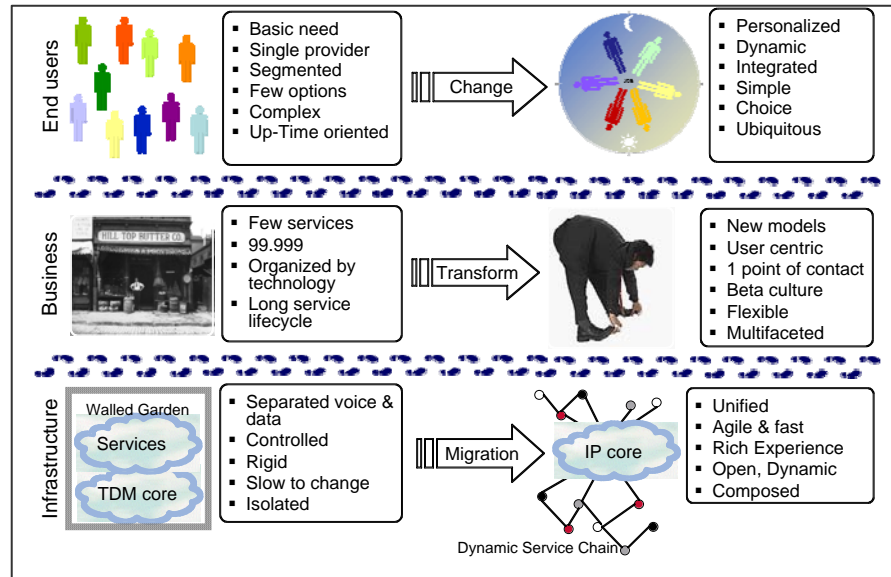 End users
Basic need
Single provider
Segmented
Few options
Complex
Up-Time oriented
Change
Personalized
Dynamic
Integrated
Simple
Choice
Ubiquitous
Business
HILL TOP BUTTER CO.
Few services
99.999
Organized by
technology
Long service
lifecycle
Transform
New models
User centric
1 point of contact
Beta culture
Flexible
Multifaceted
Infrastructure
Walled Garden
Services
TDM core
Separated voice &
data
Controlled
Rigid
Slow to change
Isolated
Migration
IP core
Dynamic Service Chain
Unified
Agile & fast
Rich Experience
Open, Dynamic
Composed